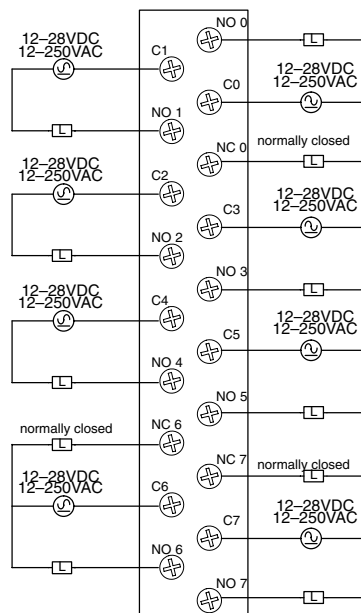 NO 0
L
12–28VDC
12–250VAC
C1
C0
12–28VDC
12–250VAC
L
NO 1
NC 0
normally closed
L
12–28VDC
12–250VAC
C2
C3
12–28VDC
12–250VAC
L
NO 2
NO 3
L
12–28VDC
12–250VAC
C4
C5
12–28VDC
12–250VAC
L
NO 4
NO 5
L
normally closed
L
NC 6
NC 7
normally closed
L
12–28VDC
12–250VAC
C6
C7
12–28VDC
12–250VAC
L
NO 6
NO 7
L